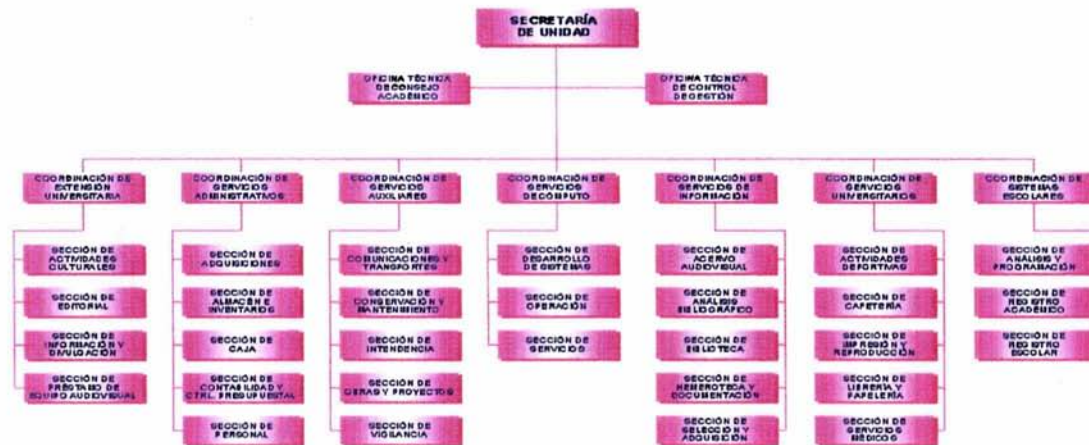 SECRETARÍA
DE UNIDAD
OFICINA TÉCNICA
DE CONSEJO
ACADÉMICO
OFICINA TÉCNICA
DE CONTROL
DE GESTIÓN
COORDINACIÓN DE
EXTENSIÓN
UNIVERSITARIA
SECCIÓN DE
ACTIVIDADES
CULTURALES
SECCIÓN DE
EDITORIAL
SECCIÓN DE
INFORMACIÓN Y
DIVULGACIÓN
SECCIÓN DE
PRÉSTAMO DE
EQUIPO AUDIOVISUAL
COORDINACIÓN DE
SERVICIOS
ADMINISTRATIVOS
SECCIÓN DE
ADQUISICIONES
SECCIÓN DE
ALMACÉN E
INVENTARIOS
SECCIÓN DE
CAJA
SECCIÓN DE
CONTABILIDAD Y
CTRL. PRESUPUESTAL
SECCIÓN DE
PERSONAL
COORDINACIÓN DE
SERVICIOS
AUXILIARES
SECCIÓN DE
COMUNICACIONES Y
TRANSPORTES
SECCIÓN DE
CONSERVACIÓN Y
MANTENIMIENTO
SECCIÓN DE
INTENDENCIA
SECCIÓN DE
OBRAS Y PROYECTOS
SECCIÓN DE
VIGILANCIA
COORDINACIÓN DE
SERVICIOS
DE CÓMPUTO
SECCIÓN DE
DESARROLLO
DE SISTEMAS
SECCIÓN DE
OPERACIÓN
SECCIÓN DE
SERVICIOS
COORDINACIÓN DE
SERVICIOS DE
INFORMACIÓN
SECCIÓN DE
ACERVO
AUDIOVISUAL
SECCIÓN DE
ANÁLISIS
BIBLIOGRÁFICO
SECCIÓN DE
BIBLIOTECA
SECCIÓN DE
HEMEROTECA Y
DOCUMENTACIÓN
SECCIÓN DE
SELECCIÓN Y
ADQUISICIÓN
COORDINACIÓN DE
SERVICIOS
UNIVERSITARIOS
SECCIÓN DE
ACTIVIDADES
DEPORTIVAS
SECCIÓN DE
CAFETERÍA
SECCIÓN DE
IMPRESIÓN Y
REPRODUCCIÓN
SECCIÓN DE
LIBRERÍA Y
PAPELERÍA
SECCIÓN DE
SERVICIOS
MÉDICOS
COORDINACIÓN DE
SISTEMAS
ESCOLARES
SECCIÓN DE
ANÁLISIS Y
PROGRAMACIÓN
SECCIÓN DE
REGISTRO
ACADÉMICO
SECCIÓN DE
REGISTRO
ESCOLAR